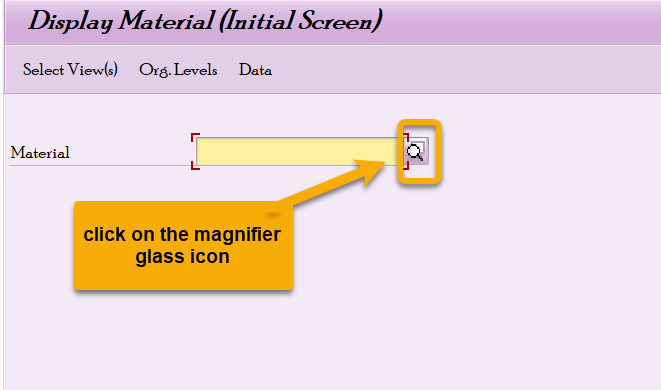 Display Material (Initial Screen)
Select View(s) Org. Levels Data
Material
click on the magnifier
glass icon